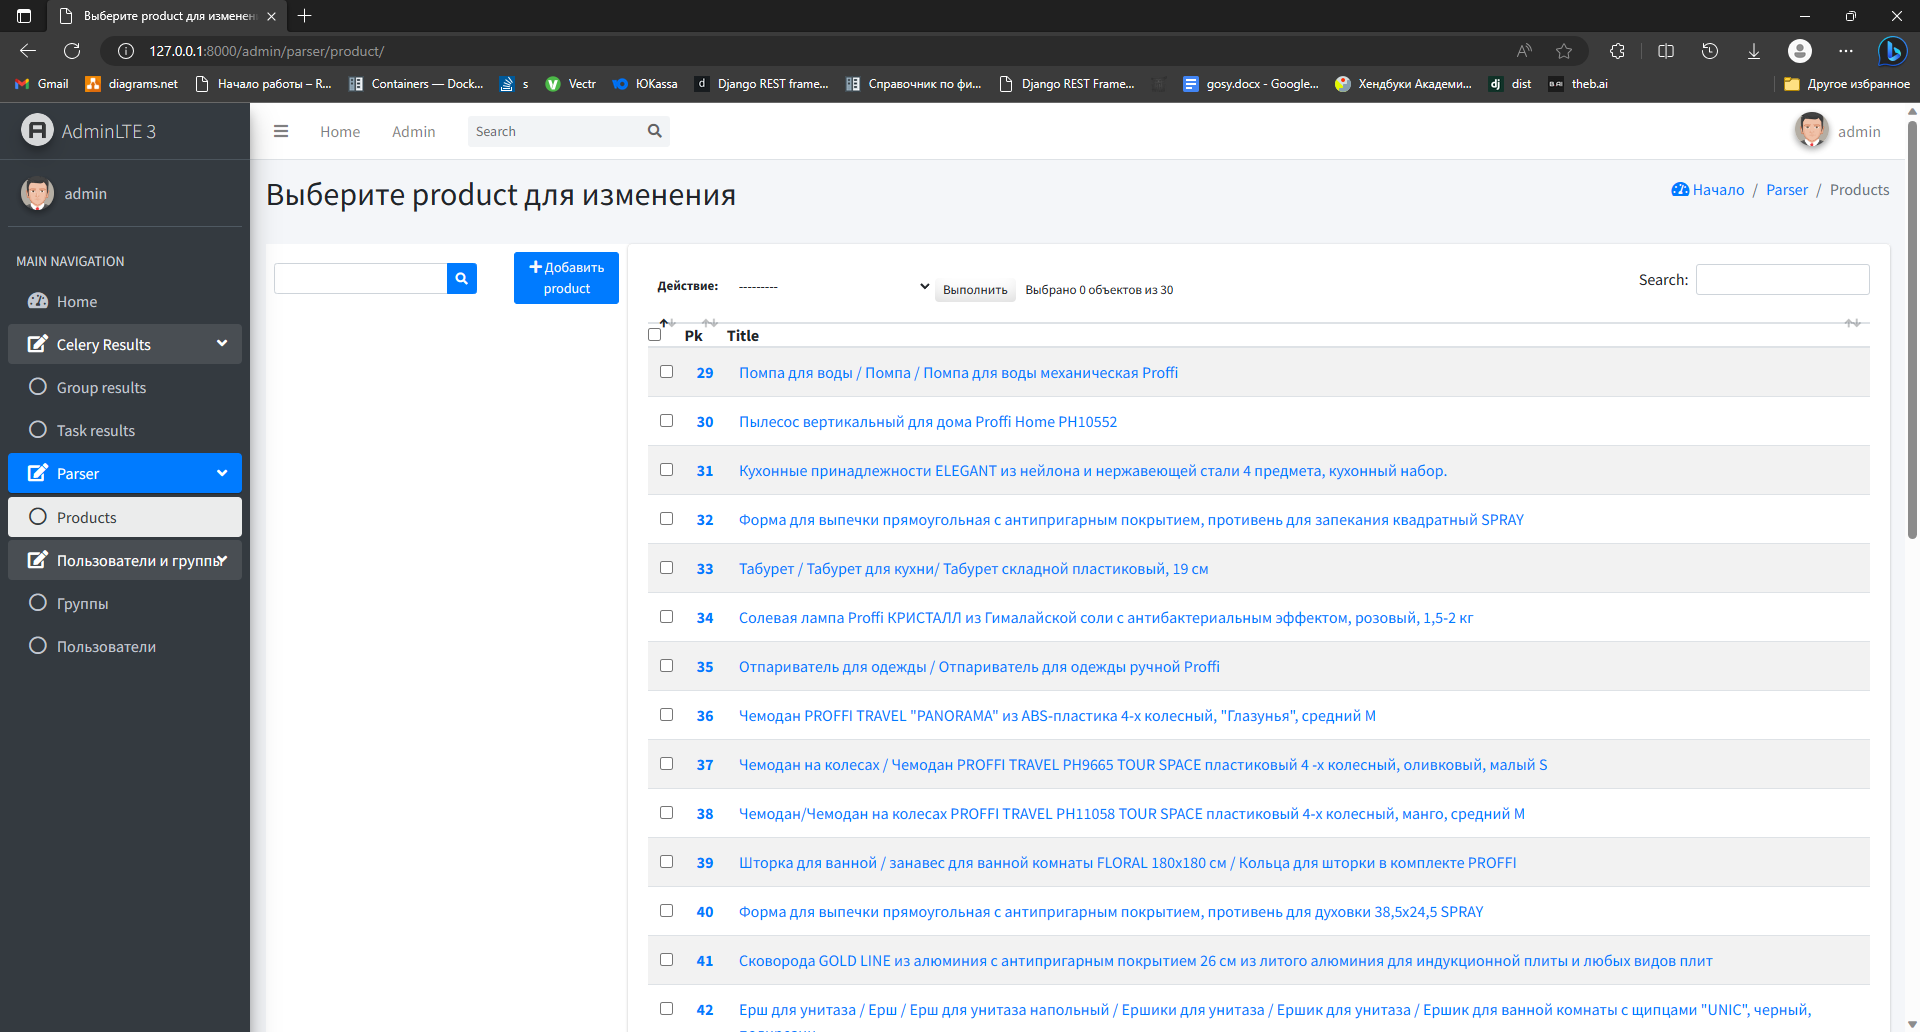 Выберите product для изменен
127.0.0.1:8000/admin/parser/product/
Gmail
diagrams.net
Начало работы – R...
Containers — Dock...
s
Vectr
ЮKassa
Django REST frame...
Справочник по фи...
Django REST Frame...
gosy.docx - Google...
Хендбуки Академи...
dist
theb.ai
Другое избранное
AdminLTE 3
Home
Admin
Search
admin
admin
Выберите product для изменения
Начало / Parser / Products
MAIN NAVIGATION
Home
Celery Results
Group results
Task results
Parser
Products
Пользователи и группы
Группы
Пользователи
Добавить
product
Действие: --------- Выполнить Выбрано 0 объектов из 30
Search:
Pk Title
29 Помпа для воды / Помпа / Помпа для воды механическая Proffi
30 Пылесос вертикальный для дома Proffi Home PH10552
31 Кухонные принадлежности ELEGANT из нейлона и нержавеющей стали 4 предмета, кухонный набор.
32 Форма для выпечки прямоугольная с антипригарным покрытием, противень для запекания квадратный SPRAY
33 Табурет / Табурет для кухни/ Табурет складной пластиковый, 19 см
34 Солевая лампа Proffi КРИСТАЛЛ из Гималайской соли с антибактериальным эффектом, розовый, 1,5-2 кг
35 Отпариватель для одежды / Отпариватель для одежды ручной Proffi
36 Чемодан PROFFI TRAVEL "PANORAMA" из ABS-пластика 4-х колесный, "Глазунья", средний M
37 Чемодан на колесах / Чемодан PROFFI TRAVEL PH9665 TOUR SPACE пластиковый 4 -х колесный, оливковый, малый S
38 Чемодан/Чемодан на колесах PROFFI TRAVEL PH11058 TOUR SPACE пластиковый 4-х колесный, манго, средний M
39 Шторка для ванной / занавес для ванной комнаты FLORAL 180х180 см / Кольца для шторки в комплекте PROFFI
40 Форма для выпечки прямоугольная с антипригарным покрытием, противень для духовки 38,5х24,5 SPRAY
41 Сковорода GOLD LINE из алюминия с антипригарным покрытием 26 см из литого алюминия для индукционной плиты и любых видов плит
42 Ерш для унитаза / Ерш / Ерш для унитаза напольный / Ершики для унитаза / Ершик для унитаза / Ершик для ванной комнаты с щипцами "UNIC", черный,